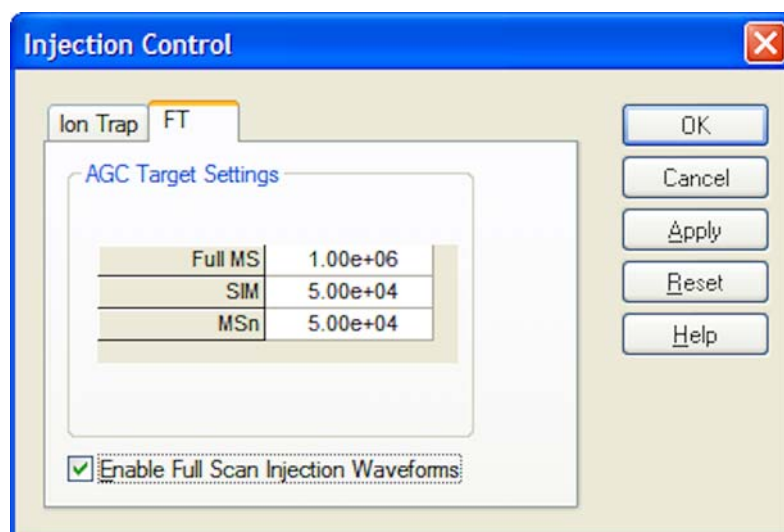 Injection Control
Ion Trap FT
AGC Target Settings
Full MS 1.00e+06
SIM 5.00e+04
MSn 5.00e+04
Enable Full Scan Injection Waveforms
OK
Cancel
Apply
Reset
Help